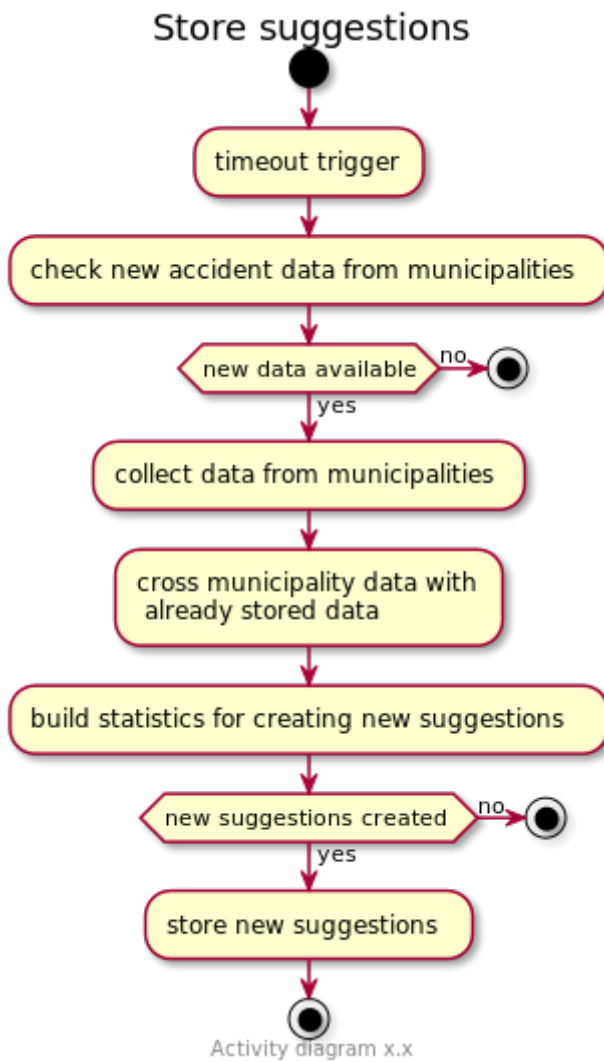 Store suggestions
timeout trigger
check new accident data from municipalities
new data available
no
yes
collect data from municipalities
cross municipality data with
already stored data
build statistics for creating new suggestions
new suggestions created
no
yes
store new suggestions
Activity diagram x.x